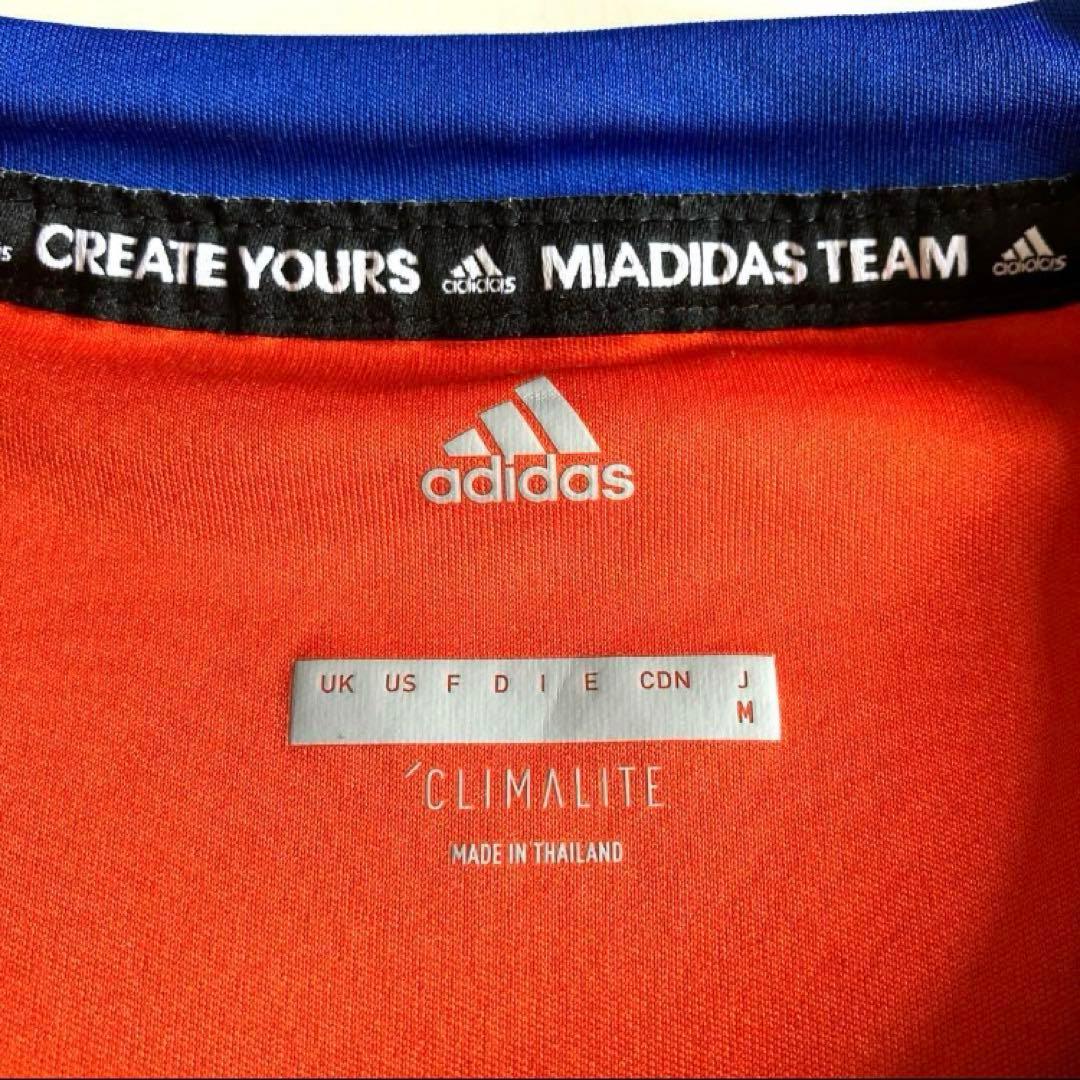 CREATE YOURS adidas MIADIDAS TEAM adidas
adidas
UK US F D I E CDN J
M
CLIMALITE
MADE IN THAILAND